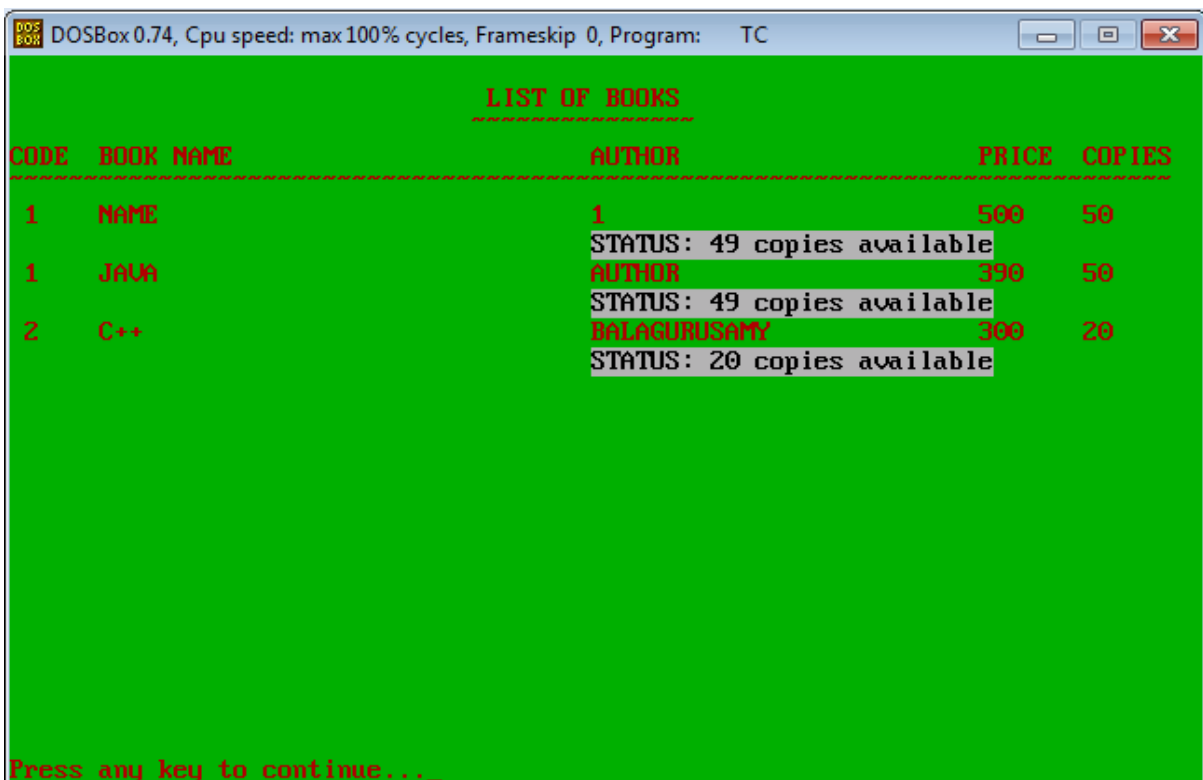 DOS BOX DOSBox 0.74, Cpu speed: max 100% cycles, Frameskip 0, Program: TC
LIST OF BOOKS
~~~~~~~~~~~~~~~
CODE BOOK NAME AUTHOR PRICE COPIES
~~~~~~~~~~~~~~~~~~~~~~~~~~~~~~~~~~~~~~~~~~~~~~~~~~~~~~~~~~~~~~~~~~~~~~~~~~~~~~
1 NAME 1 500 50
STATUS: 49 copies available
1 JAVA AUTHOR 390 50
STATUS: 49 copies available
2 C++ BALAGURUSAMY 300 20
STATUS: 20 copies available
Press any key to continue..._